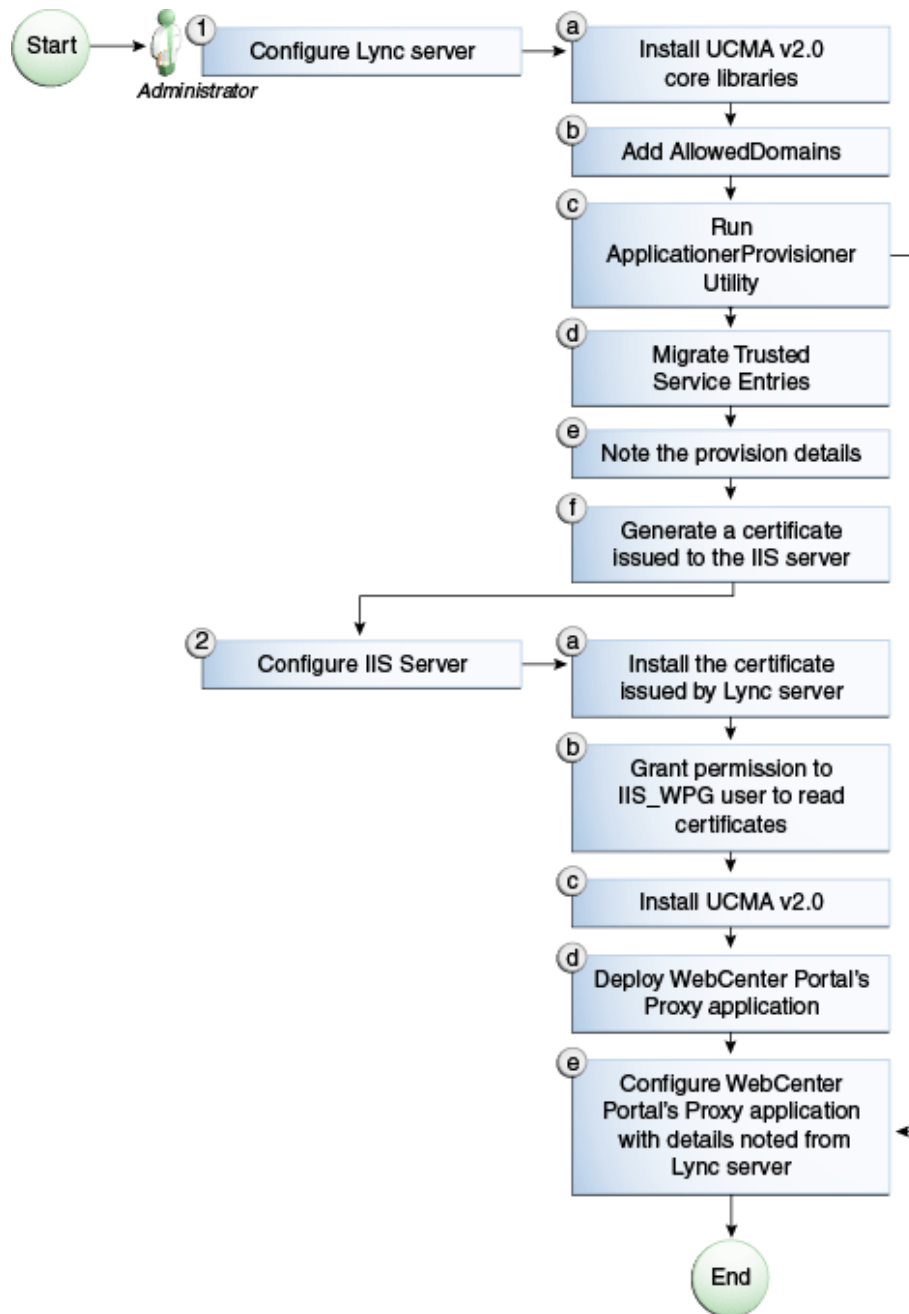 Start
Administrator
1
Configure Lync server
a
Install UCMA v2.0
core libraries
b
Add AllowedDomains
c
Run
ApplicationerProvisioner
Utility
d
Migrate Trusted
Service Entries
e
Note the provision details
f
Generate a certificate
issued to the IIS server
2
Configure IIS Server
a
Install the certificate
issued by Lync server
b
Grant permission to
IIS_WPG user to read
certificates
c
Install UCMA v2.0
d
Deploy WebCenter Portal's
Proxy application
e
Configure WebCenter
Portal's Proxy application
with details noted from
Lync server
End